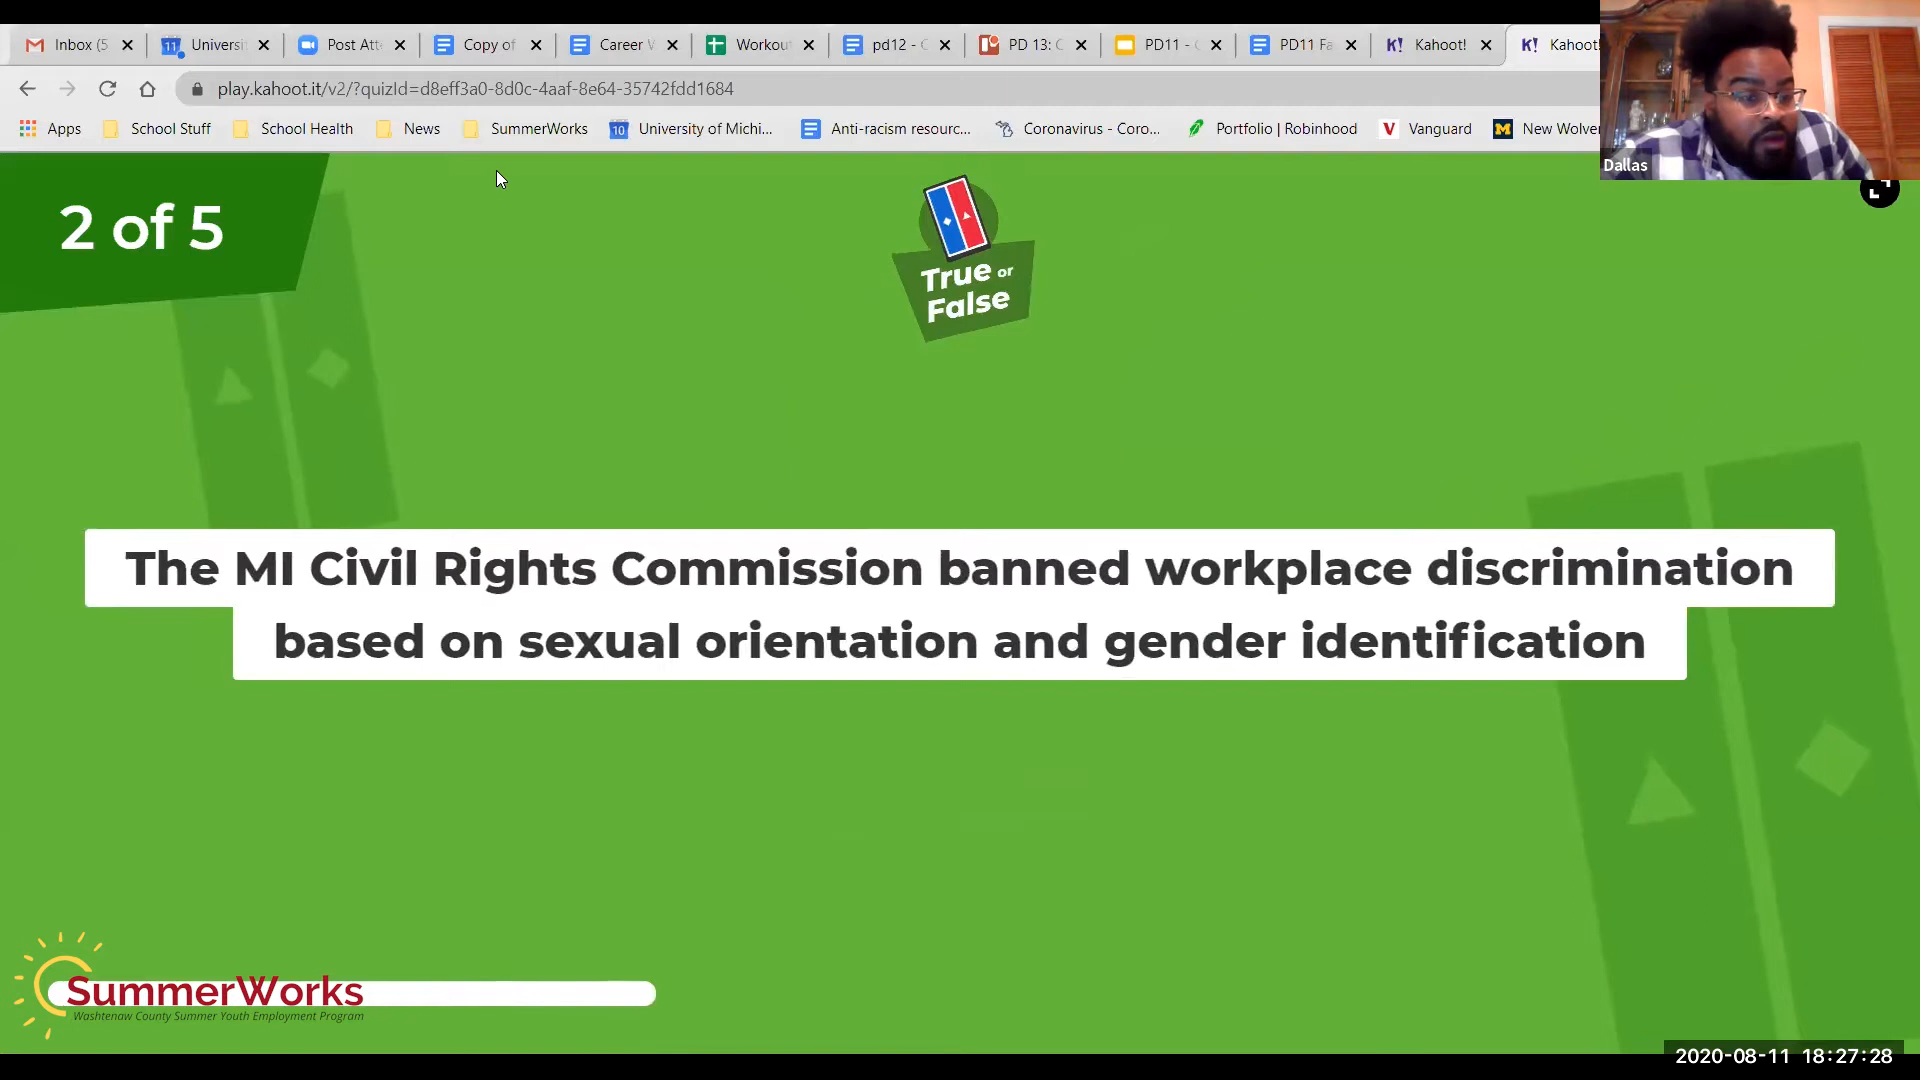 Inbox (5
11
Universi
Post Att
Copy of
Career V
Workou
pd12 - C
PD 13: C
PD11 -
PD11 Fa
K! Kahoot!
K! Kahoot!
play.kahoot.it/v2/?quizId=d8eff3a0-8d0c-4aaf-8e64-35742fdd1684
Apps
School Stuff
School Health
News
SummerWorks
10
University of Michi...
Anti-racism resourc...
Coronavirus - Coro...
Portfolio | Robinhood
V Vanguard
M New Wolver
Dallas
2 of 5
True or
False
The MI Civil Rights Commission banned workplace discrimination
based on sexual orientation and gender identification
SummerWorks
Washtenaw County Summer Youth Employment Program
2020-08-11 18:27:28